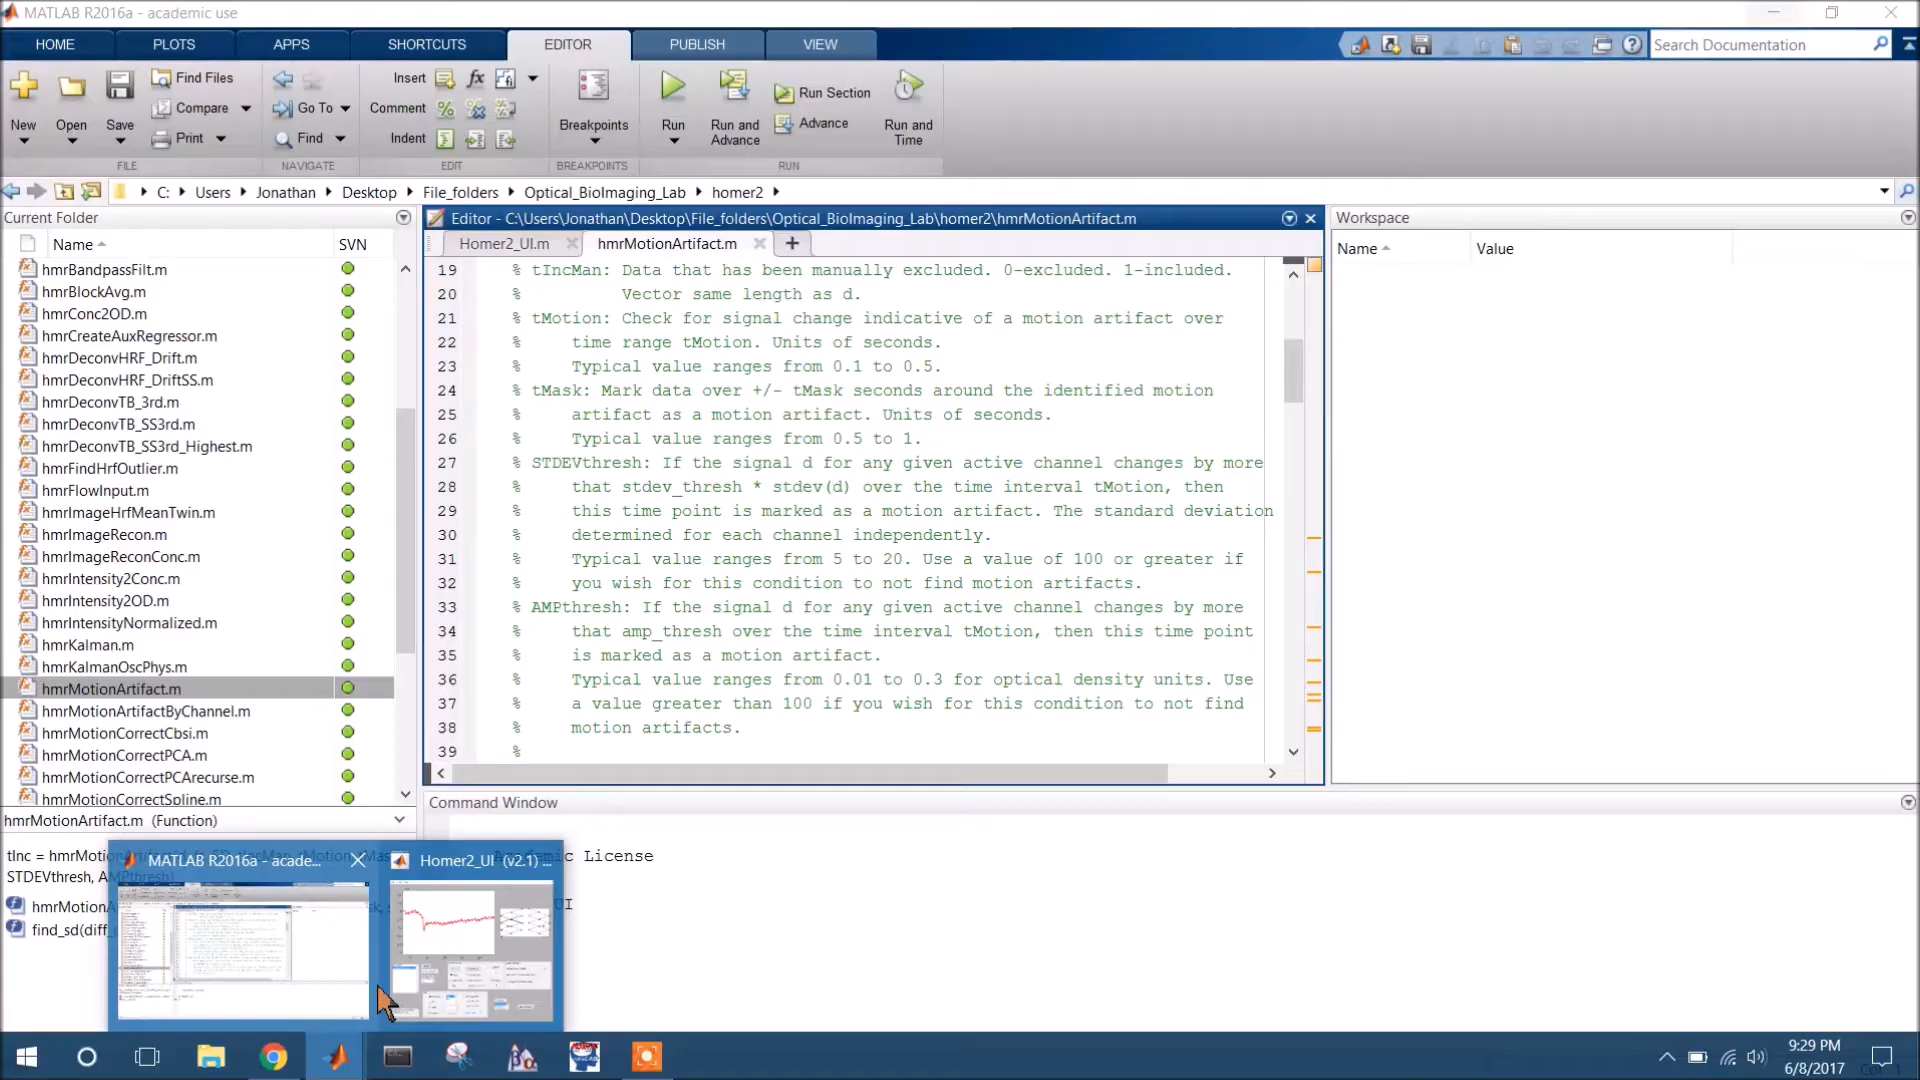 MATLAB R2016a - academic use
HOME
PLOTS
APPS
SHORTCUTS
EDITOR
PUBLISH
VIEW
Search Documentation
New
Open
Save
Find Files
Compare
Print
FILE
Go To
Find
NAVIGATE
Insert
Comment
Indent
EDIT
Breakpoints
BREAKPOINTS
Run
Run and Advance
Run Section
Advance
Run and Time
RUN
C: Users Jonathan Desktop File_folders Optical_BioImaging_Lab homer2
Current Folder
Name
SVN
hmrBandpassFilt.m
hmrBlockAvg.m
hmrConc2OD.m
hmrCreateAuxRegressor.m
hmrDeconvHRF_Drift.m
hmrDeconvHRF_DriftSS.m
hmrDeconvTB_3rd.m
hmrDeconvTB_SS3rd.m
hmrDeconvTB_SS3rd_Highest.m
hmrFindHrfOutlier.m
hmrFlowInput.m
hmrImageHrfMeanTwin.m
hmrImageRecon.m
hmrImageReconConc.m
hmrIntensity2Conc.m
hmrIntensity2OD.m
hmrIntensityNormalized.m
hmrKalman.m
hmrKalmanOscPhys.m
hmrMotionArtifact.m
hmrMotionArtifactByChannel.m
hmrMotionCorrectCbsi.m
hmrMotionCorrectPCA.m
hmrMotionCorrectPCArecurse.m
hmrMotionCorrectSpline.m
hmrMotionArtifact.m (Function)
tInc = hmrMotion
STDEVthresh, AMPthresh)
hmrMotionA
find_sd(diff_
Editor - C:\Users\Jonathan\Desktop\File_folders\Optical_BioImaging_Lab\homer2\hmrMotionArtifact.m
Homer2_UI.m
hmrMotionArtifact.m
19 % tIncMan: Data that has been manually excluded. 0-excluded. 1-included.
20 % Vector same length as d.
21 % tMotion: Check for signal change indicative of a motion artifact over
22 % time range tMotion. Units of seconds.
23 % Typical value ranges from 0.1 to 0.5.
24 % tMask: Mark data over +/- tMask seconds around the identified motion
25 % artifact as a motion artifact. Units of seconds.
26 % Typical value ranges from 0.5 to 1.
27 % STDEVthresh: If the signal d for any given active channel changes by more
28 % that stdev_thresh * stdev(d) over the time interval tMotion, then
29 % this time point is marked as a motion artifact. The standard deviation
30 % determined for each channel independently.
31 % Typical value ranges from 5 to 20. Use a value of 100 or greater if
32 % you wish for this condition to not find motion artifacts.
33 % AMPthresh: If the signal d for any given active channel changes by more
34 % that amp_thresh over the time interval tMotion, then this time point
35 % is marked as a motion artifact.
36 % Typical value ranges from 0.01 to 0.3 for optical density units. Use
37 % a value greater than 100 if you wish for this condition to not find
38 % motion artifacts.
39 %
Workspace
Name
Value
Command Window
Academic License
UI
MATLAB R2016a - acade...
Homer2_UI (v2.1) ...
9:29 PM
6/8/2017